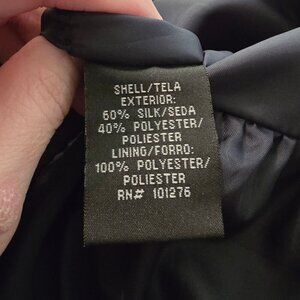 SHELL/TELA
EXTERIOR:
60% SILK/SEDA
40% POLYESTER/
POLIESTER
LINING/FORRO:
100% POLYESTER/
POLIESTER
RN# 101276